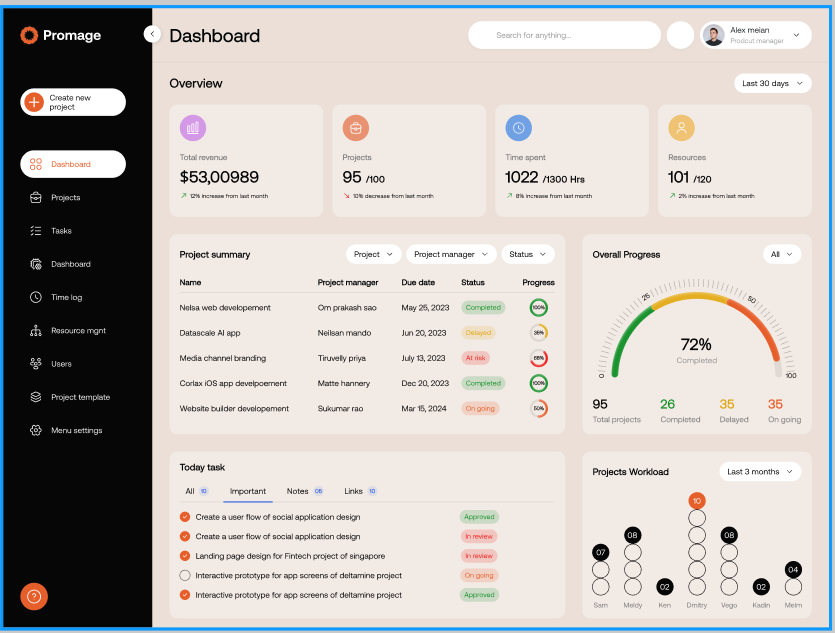 Promage
Dashboard
Search for anything...
Alex meian
Prodcut manager
Create new
project
Dashboard
Projects
Tasks
Dashboard
Time log
Resource mgnt
Users
Project template
Menu settings
Overview
Last 30 days
Total revenue
$53,00989
12% increase from last month
Projects
95 /100
10% decrease from last month
Time spent
1022 /1300 Hrs
8% increase from last month
Resources
101 /120
2% increase from last month
Project summary
Project
Project manager
Status
Name Project manager Due date Status Progress
Nelsa web developement Om prakash sao May 25, 2023 Completed 100%
Datascale AI app Neilsan mando Jun 20, 2023 Delayed 35%
Media channel branding Tiruvelly priya July 13, 2023 At risk 68%
Corlax iOS app develpoement Matte hannery Dec 20, 2023 Completed 100%
Website builder developement Sukumar rao Mar 15, 2024 On going 50%
Overall Progress
All
0 25 50 100
72%
Completed
95 26 35 35
Total projects Completed Delayed On going
Today task
All 10 Important Notes 05 Links 10
Create a user flow of social application design Approved
Create a user flow of social application design In review
Landing page design for Fintech project of singapore In review
Interactive prototype for app screens of deltamine project On going
Interactive prototype for app screens of deltamine project Approved
Projects Workload
Last 3 months
07 08 02 10 08 02 04
Sam Meldy Ken Dmitry Vego Kadin Melm